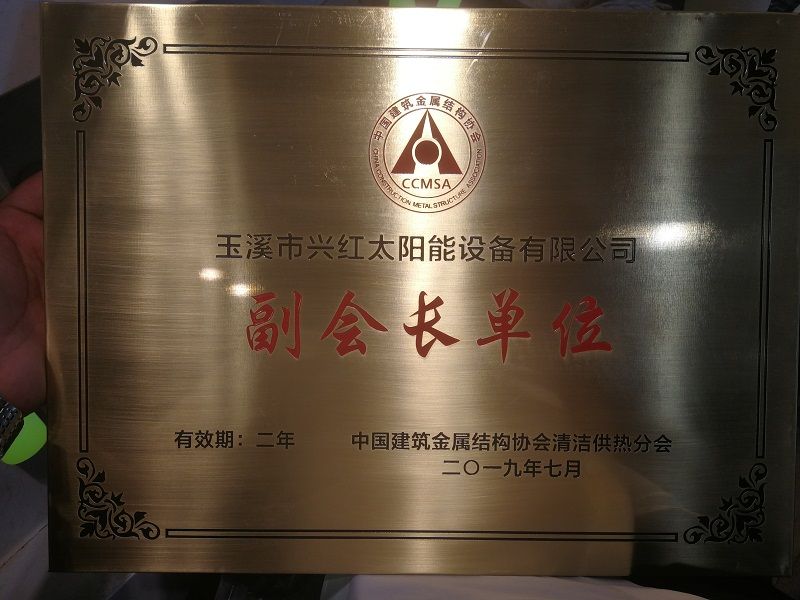 中国建筑金属结构协会
CCMSA
CHINA CONSTRUCTION METAL STRUCTURE ASSOCIATION
玉溪市兴红太阳能设备有限公司
副会长单位
有效期：二年
中国建筑金属结构协会清洁供热分会
二〇一九年七月